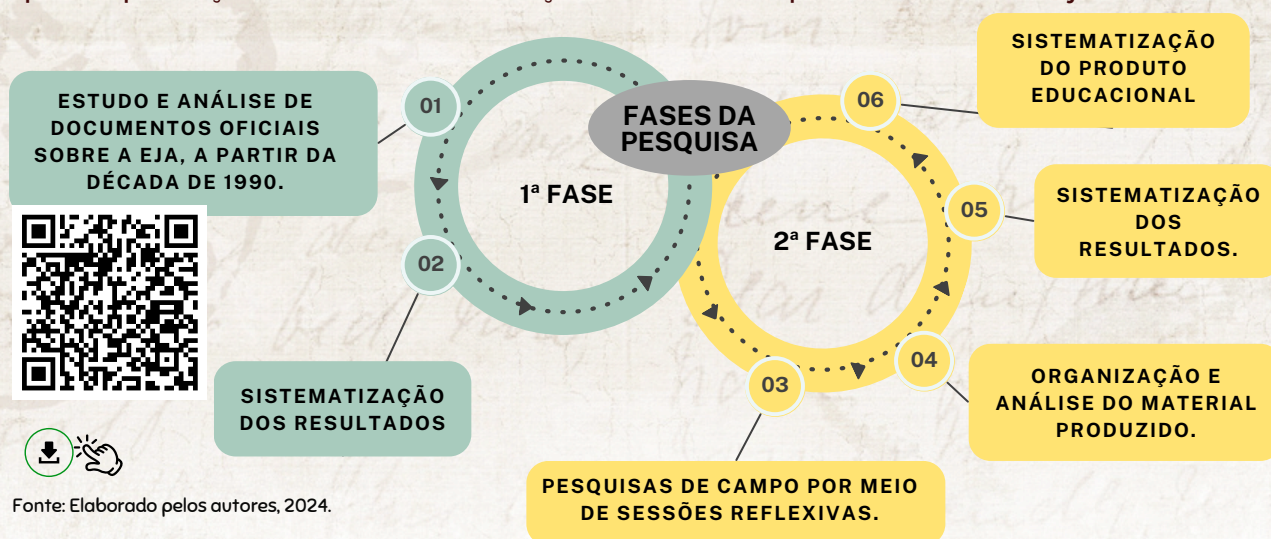 FASES DA
PESQUISA
1ª FASE
01
ESTUDO E ANÁLISE DE
DOCUMENTOS OFICIAIS
SOBRE A EJA, A PARTIR DA
DÉCADA DE 1990.
02
SISTEMATIZAÇÃO
DOS RESULTADOS
2ª FASE
03
PESQUISAS DE CAMPO POR MEIO
DE SESSÕES REFLEXIVAS.
04
ORGANIZAÇÃO E
ANÁLISE DO MATERIAL
PRODUZIDO.
05
SISTEMATIZAÇÃO
DOS
RESULTADOS.
06
SISTEMATIZAÇÃO
DO PRODUTO
EDUCACIONAL
Fonte: Elaborado pelos autores, 2024.